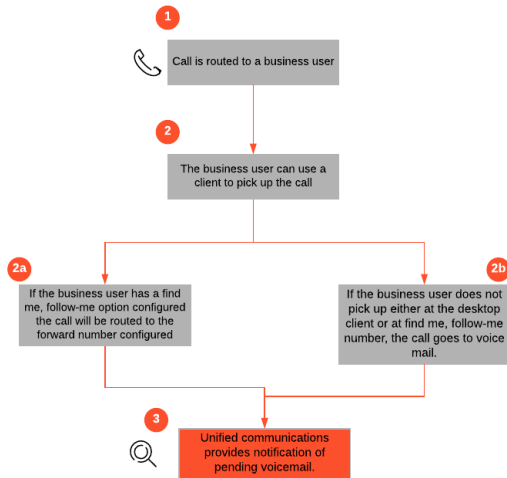 1
Call is routed to a business user
2
The business user can use a
client to pick up the call
2a
If the business user has a find
me, follow-me option configured
the call will be routed to the
forward number configured
2b
If the business user does not
pick up either at the desktop
client or at find me, follow-me
number, the call goes to voice
mail.
3
Unified communications
provides notification of
pending voicemail.